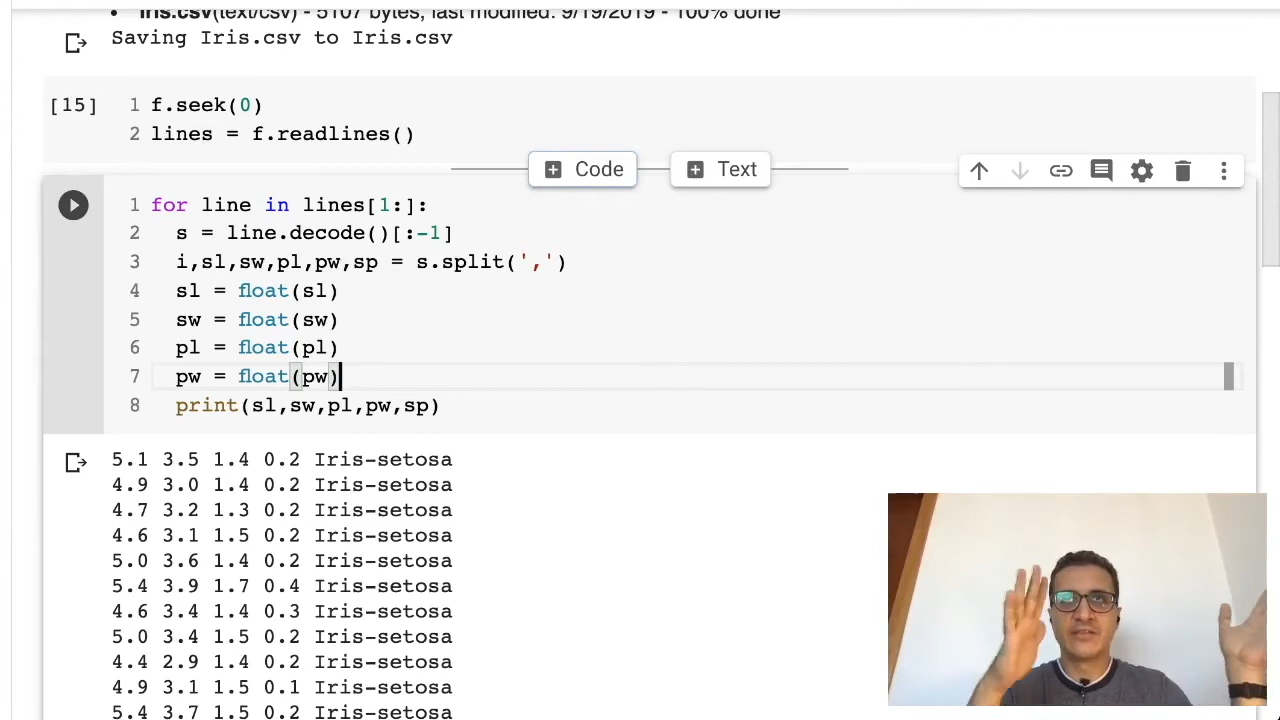 Iris.csv(text/csv) - 5107 bytes, last modified: 9/19/2019 - 100% done
Saving Iris.csv to Iris.csv
[15]
1 f.seek(0)
2 lines = f.readlines()
Code Text
1 for line in lines[1:]:
2 s = line.decode()[:-1]
3 i,sl,sw,pl,pw,sp = s.split(',')
4 sl = float(sl)
5 sw = float(sw)
6 pl = float(pl)
7 pw = float(pw)
8 print(sl,sw,pl,pw,sp)
5.1 3.5 1.4 0.2 Iris-setosa
4.9 3.0 1.4 0.2 Iris-setosa
4.7 3.2 1.3 0.2 Iris-setosa
4.6 3.1 1.5 0.2 Iris-setosa
5.0 3.6 1.4 0.2 Iris-setosa
5.4 3.9 1.7 0.4 Iris-setosa
4.6 3.4 1.4 0.3 Iris-setosa
5.0 3.4 1.5 0.2 Iris-setosa
4.4 2.9 1.4 0.2 Iris-setosa
4.9 3.1 1.5 0.1 Iris-setosa
5.4 3.7 1.5 0.2 Iris-setosa